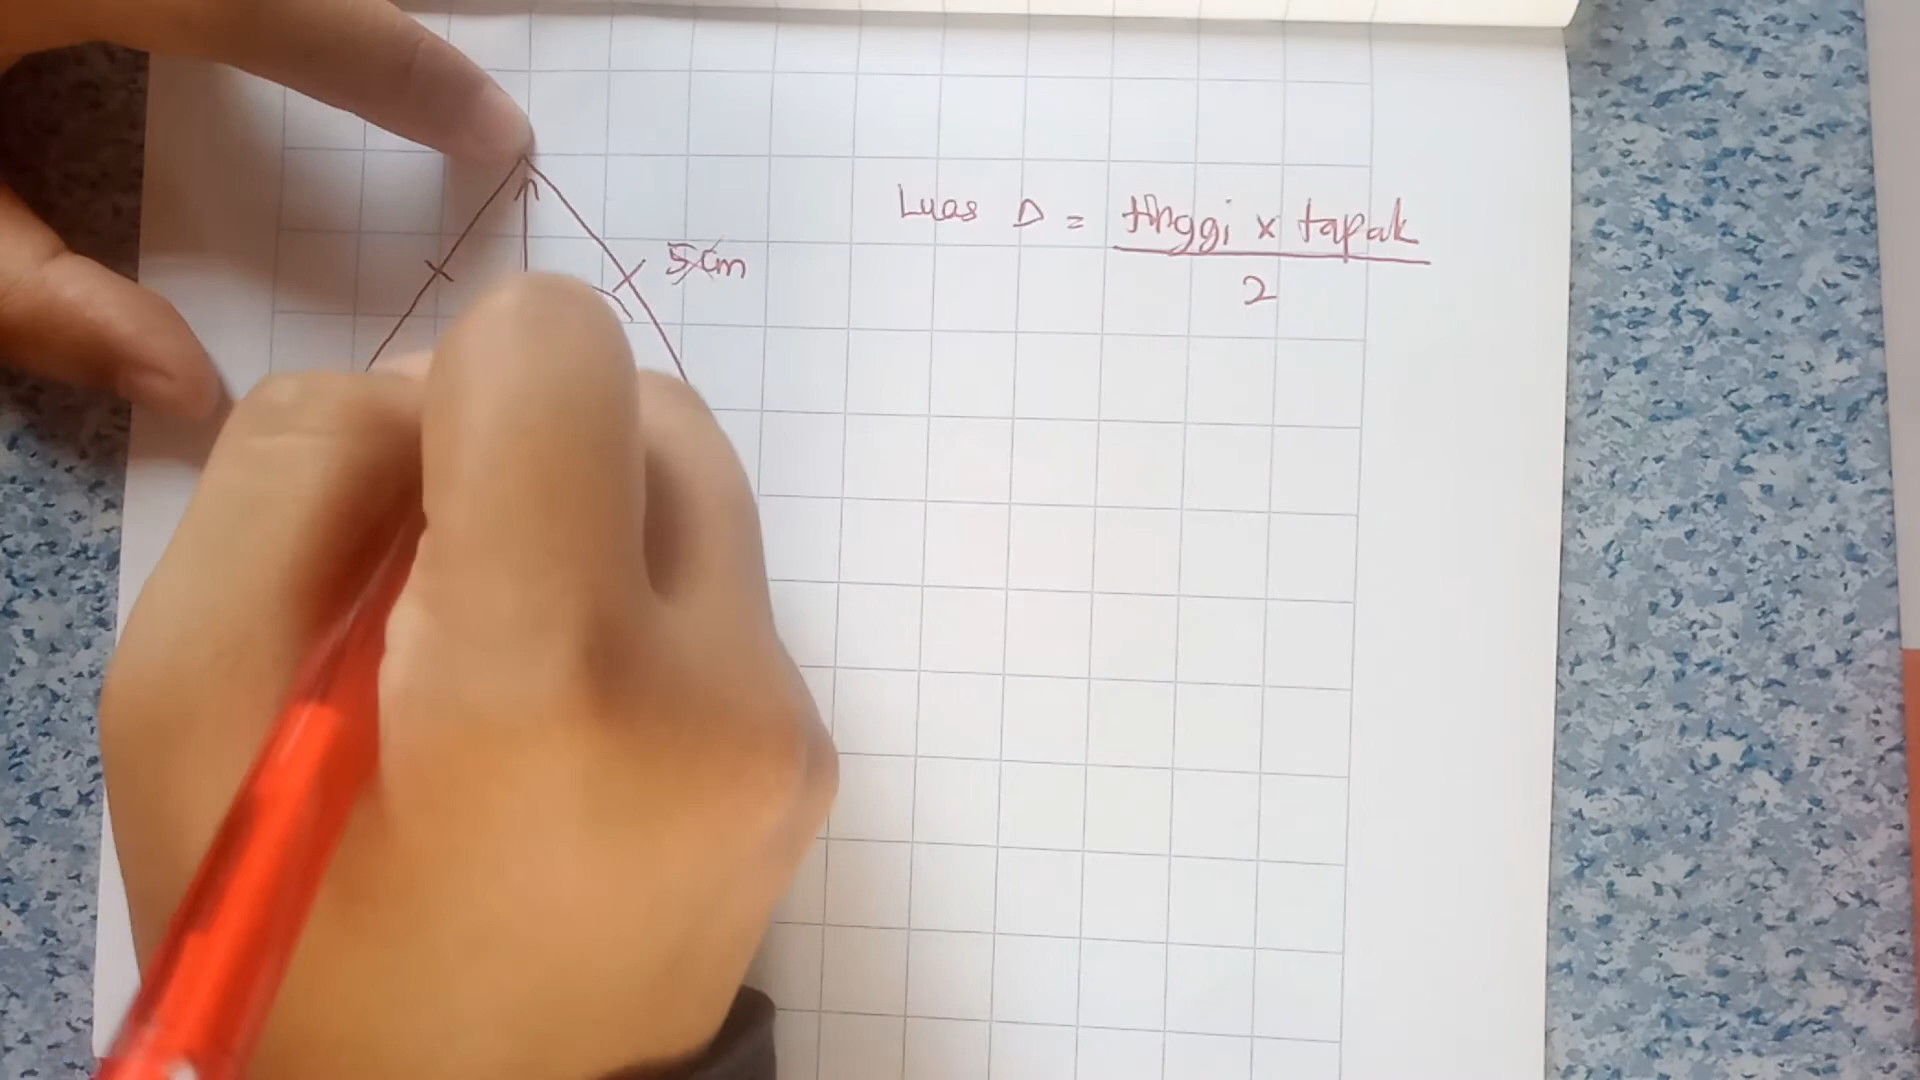 Luas Δ = tinggi x tapak
2
5cm